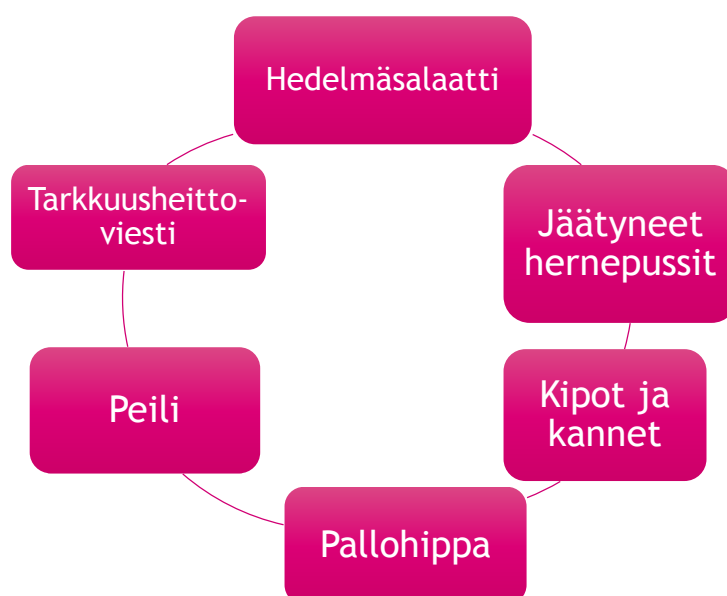 Hedelmäsalaatti
Jäätyneet
hernepussit
Kipot ja
kannet
Pallohippa
Peili
Tarkkuusheitto-
viesti